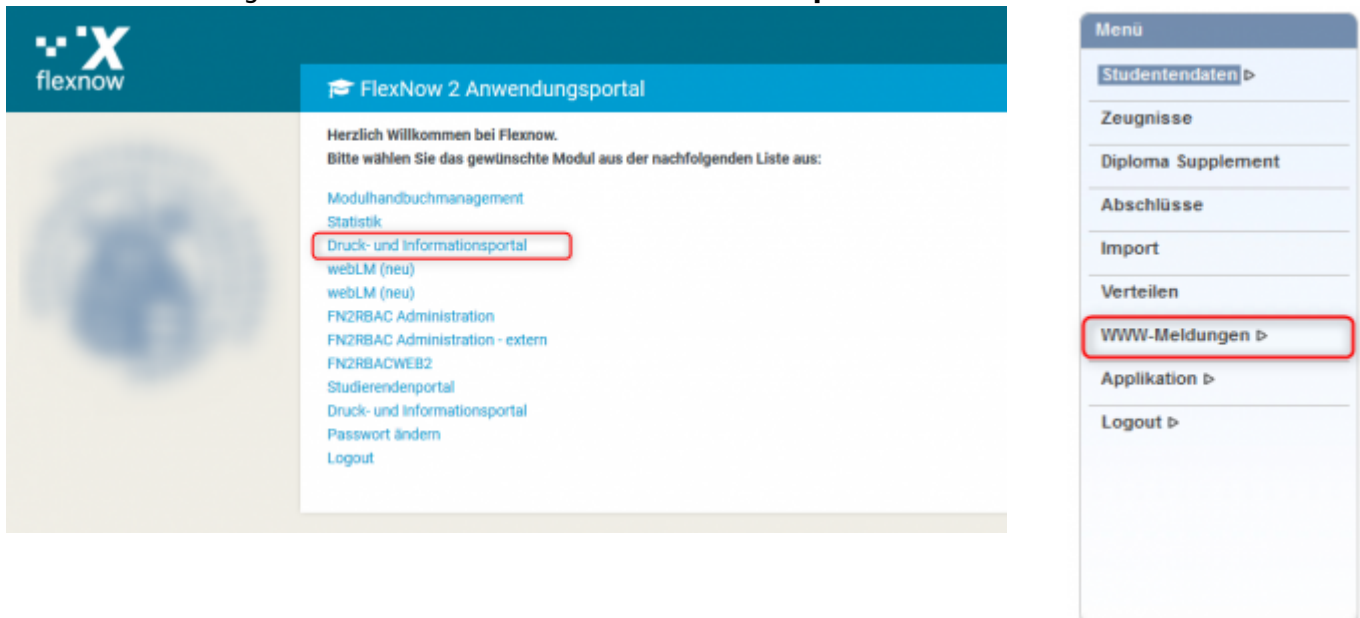 flexnow
FlexNow 2 Anwendungsportal
Herzlich Willkommen bei Flexnow.
Bitte wählen Sie das gewünschte Modul aus der nachfolgenden Liste aus:
Modulhandbuchmanagement
Statistik
Druck- und Informationsportal
webLM (neu)
webLM (neu)
FN2RBAC Administration
FN2RBAC Administration - extern
FN2RBACWEB2
Studierendenportal
Druck- und Informationsportal
Passwort ändern
Logout
Menü
Studentendaten
Zeugnisse
Diploma Supplement
Abschlüsse
Import
Verteilen
WWW-Meldungen
Applikation
Logout